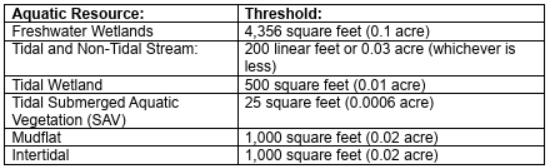 Aquatic Resource: Threshold:
Freshwater Wetlands 4,356 square feet (0.1 acre)
Tidal and Non-Tidal Stream: 200 linear feet or 0.03 acre (whichever is
less)
Tidal Wetland 500 square feet (0.01 acre)
Tidal Submerged Aquatic 25 square feet (0.0006 acre)
Vegetation (SAV)
Mudflat 1,000 square feet (0.02 acre)
Intertidal 1,000 square feet (0.02 acre)